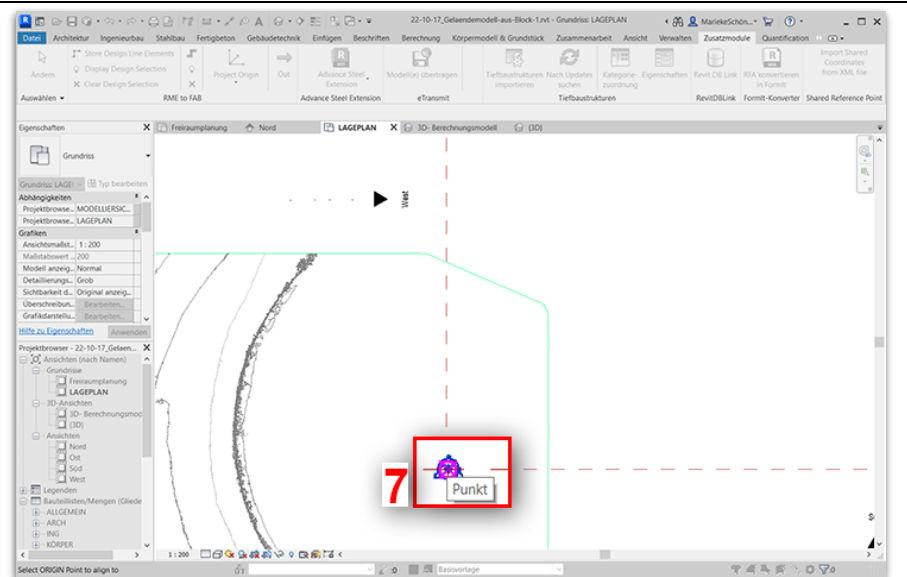 22-10-17_Gelaendemodell-aus-Block-1.rvt - Grundriss: LAGEPLAN
MariekeSchön...
Datei Architektur Ingenieurbau Stahlbau Fertigbeton Gebäudetechnik Einfügen Beschriften Berechnung Körpermodell & Grundstück Zusammenarbeit Ansicht Verwalten Zusatzmodule Quantification
Ändern
Store Design Line Elements
Display Design Selection
Clear Design Selection
Project Origin
Out
Advance Steel Extension
Modell(e) übertragen
Tiefbaustrukturen importieren
Nach Updates suchen
Kategorie-zuordnung
Eigenschaften
Revit DB Link
RFA konvertieren in Formit
Import Shared Coordinates from XML file
Auswählen
RME to FAB
Advance Steel Extension
eTransmit
Tiefbaustrukturen
RevitDBLink
FormIt-Konverter
Shared Reference Point
Eigenschaften
Freiraumplanung
Nord
LAGEPLAN
3D- Berechnungsmodell
{3D}
Grundriss
Grundriss: LAGE
Typ bearbeiten
Abhängigkeiten
Projektbrowse... MODELLIERSIC...
Projektbrowse... LAGEPLAN
Grafiken
Ansichtsmaßst... 1 : 200
Maßstabswert ... 200
Modell anzeig... Normal
Detaillierungs... Grob
Sichtbarkeit d... Original anzeig...
Überschreibun... Bearbeiten...
Grafikdarstellu... Bearbeiten...
Hilfe zu Eigenschaften
Anwenden
Projektbrowser - 22-10-17_Gelaen...
Ansichten (nach Namen)
Grundrisse
Freiraumplanung
LAGEPLAN
3D-Ansichten
3D- Berechnungsmod
{3D}
Ansichten
Nord
Ost
Süd
West
Legenden
Bauteillisten/Mengen (Gliede
ALLGEMEIN
ARCH
ING
KÖRPER
West
7
Punkt
1 : 200
Select ORIGIN Point to align to
:0
Basisvorlage
:0